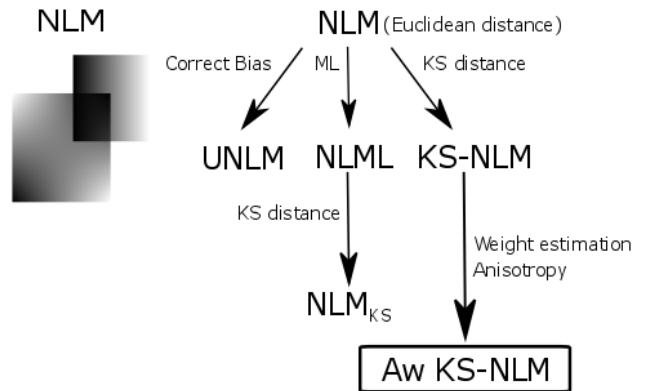 NLM
NLM (Euclidean distance)
Correct Bias
ML
KS distance
UNLM
NLML
KS-NLM
KS distance
Weight estimation
Anisotropy
NLM_KS
Aw KS-NLM